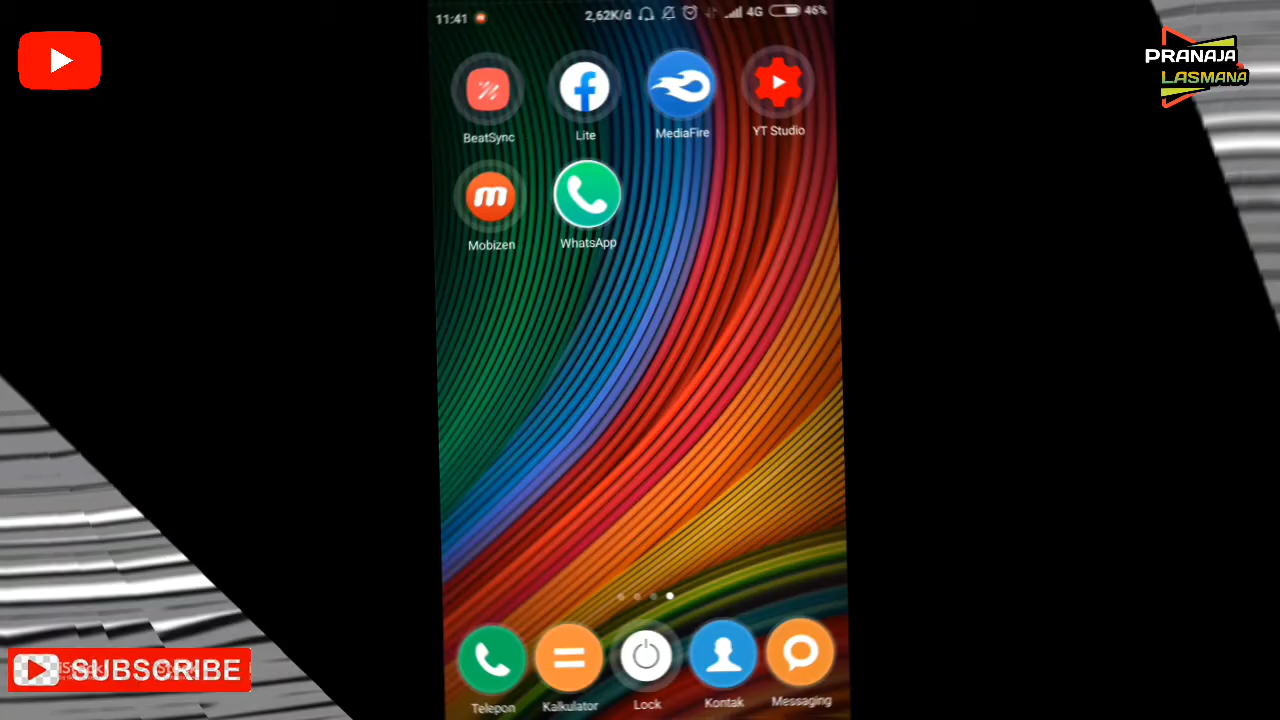 PRANAJA
LASMANA
11:41 2,62K/d 4G 46%
BeatSync Lite MediaFire YT Studio
Mobizen WhatsApp
Telepon Kalkulator Lock Kontak Messaging
SUBSCRIBE